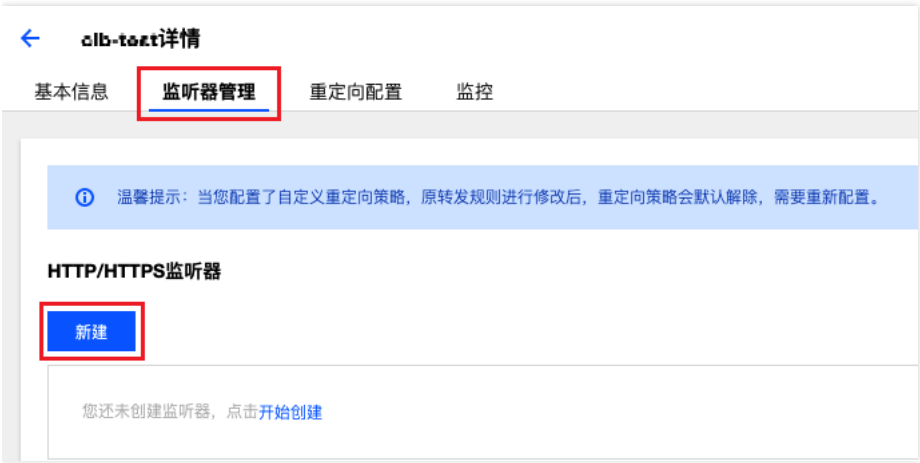 clb-test详情
基本信息 监听器管理 重定向配置 监控
温馨提示：当您配置了自定义重定向策略，原转发规则进行修改后，重定向策略会默认解除，需要重新配置。
HTTP/HTTPS监听器
新建
您还未创建监听器，点击开始创建